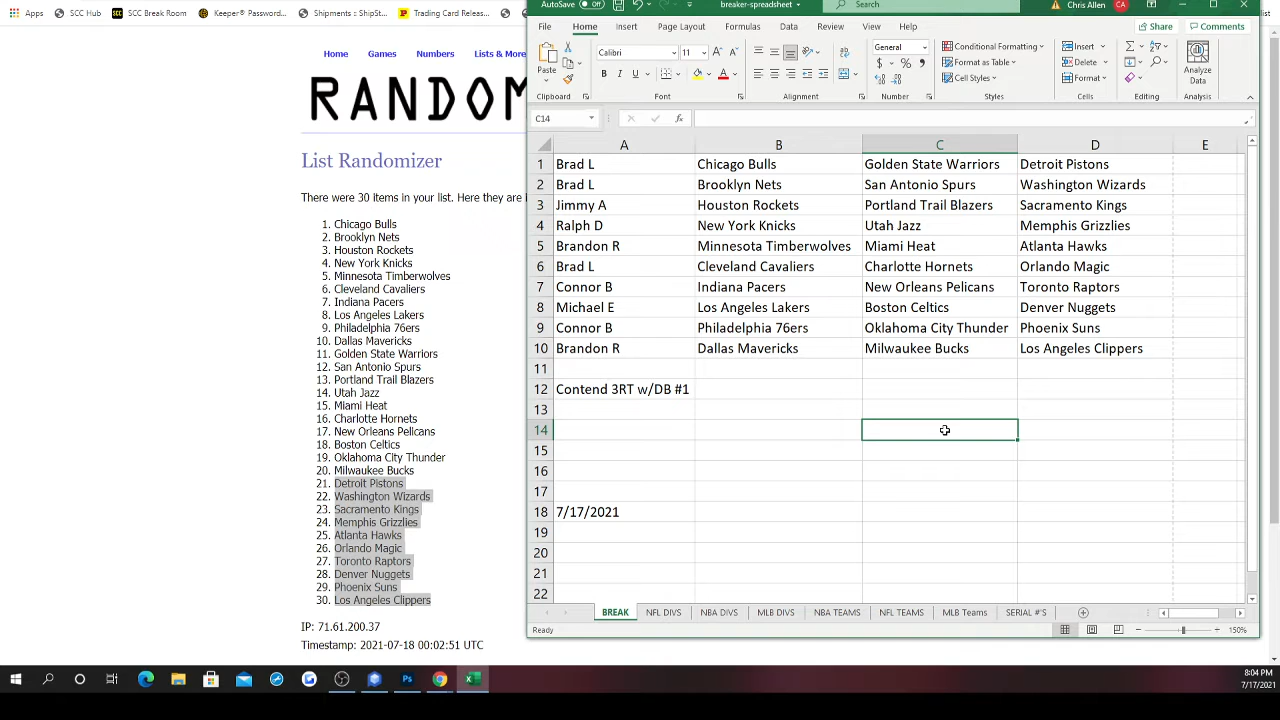 Apps
SCC Hub
SCC Break Room
Keeper® Password...
Shipments :: ShipSt...
Trading Card Releas...
Home
Games
Numbers
Lists & More
RANDOM
List Randomizer
There were 30 items in your list. Here they are i
1. Chicago Bulls
2. Brooklyn Nets
3. Houston Rockets
4. New York Knicks
5. Minnesota Timberwolves
6. Cleveland Cavaliers
7. Indiana Pacers
8. Los Angeles Lakers
9. Philadelphia 76ers
10. Dallas Mavericks
11. Golden State Warriors
12. San Antonio Spurs
13. Portland Trail Blazers
14. Utah Jazz
15. Miami Heat
16. Charlotte Hornets
17. New Orleans Pelicans
18. Boston Celtics
19. Oklahoma City Thunder
20. Milwaukee Bucks
21. Detroit Pistons
22. Washington Wizards
23. Sacramento Kings
24. Memphis Grizzlies
25. Atlanta Hawks
26. Orlando Magic
27. Toronto Raptors
28. Denver Nuggets
29. Phoenix Suns
30. Los Angeles Clippers
IP: 71.61.200.37
Timestamp: 2021-07-18 00:02:51 UTC
AutoSave Off
breaker-spreadsheet
Search
Chris Allen CA
File Home Insert Page Layout Formulas Data Review View Help
Share Comments
Paste
Clipboard
Calibri 11
B I U
Font
Alignment
General
$ % ,
Number
Conditional Formatting
Format as Table
Cell Styles
Styles
Insert
Delete
Format
Cells
Editing
Analyze Data
Analysis
C14
fx
A B C D E
1 Brad L Chicago Bulls Golden State Warriors Detroit Pistons
2 Brad L Brooklyn Nets San Antonio Spurs Washington Wizards
3 Jimmy A Houston Rockets Portland Trail Blazers Sacramento Kings
4 Ralph D New York Knicks Utah Jazz Memphis Grizzlies
5 Brandon R Minnesota Timberwolves Miami Heat Atlanta Hawks
6 Brad L Cleveland Cavaliers Charlotte Hornets Orlando Magic
7 Connor B Indiana Pacers New Orleans Pelicans Toronto Raptors
8 Michael E Los Angeles Lakers Boston Celtics Denver Nuggets
9 Connor B Philadelphia 76ers Oklahoma City Thunder Phoenix Suns
10 Brandon R Dallas Mavericks Milwaukee Bucks Los Angeles Clippers
11
12 Contend 3RT w/DB #1
13
14
15
16
17
18 7/17/2021
19
20
21
22
BREAK NFL DIVS NBA DIVS MLB DIVS NBA TEAMS NFL TEAMS MLB Teams SERIAL #'S
Ready
150%
8:04 PM
7/17/2021